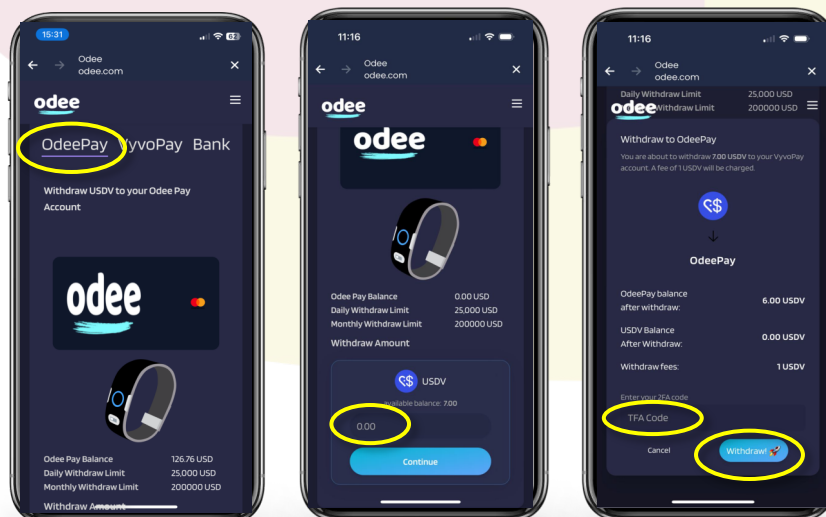 15:31
62
Odee
odee.com
odee
OdeePay VyvoPay Bank
Withdraw USDV to your Odee Pay
Account
odee
Odee Pay Balance 126.76 USD
Daily Withdraw Limit 25,000 USD
Monthly Withdraw Limit 200000 USD
Withdraw Amount
11:16
Odee
odee.com
odee
odee
Odee Pay Balance 0.00 USD
Daily Withdraw Limit 25,000 USD
Monthly Withdraw Limit 200000 USD
Withdraw Amount
USDV
available balance: 7.00
0.00
Continue
11:16
Odee
odee.com
Daily Withdraw Limit 25,000 USD
odee
Withdraw Limit 200000 USD
Withdraw to OdeePay
You are about to withdraw 7.00 USDV to your VyvoPay
account. A fee of 1 USDV will be charged.
OdeePay
OdeePay balance
after withdraw: 6.00 USDV
USDV Balance
After Withdraw: 0.00 USDV
Withdraw fees: 1 USDV
Enter your 2FA code
TFA Code
Cancel Withdraw! 🚀